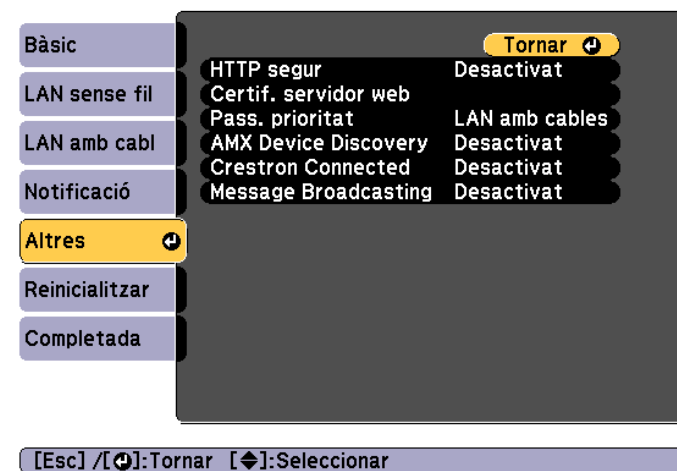 Bàsic
LAN sense fil
LAN amb cabl
Notificació
Altres
Reinicialitzar
Completada
Tornar
HTTP segur Desactivat
Certif. servidor web
Pass. prioritat LAN amb cables
AMX Device Discovery Desactivat
Crestron Connected Desactivat
Message Broadcasting Desactivat
[Esc] /[⏎]:Tornar [◆]:Seleccionar